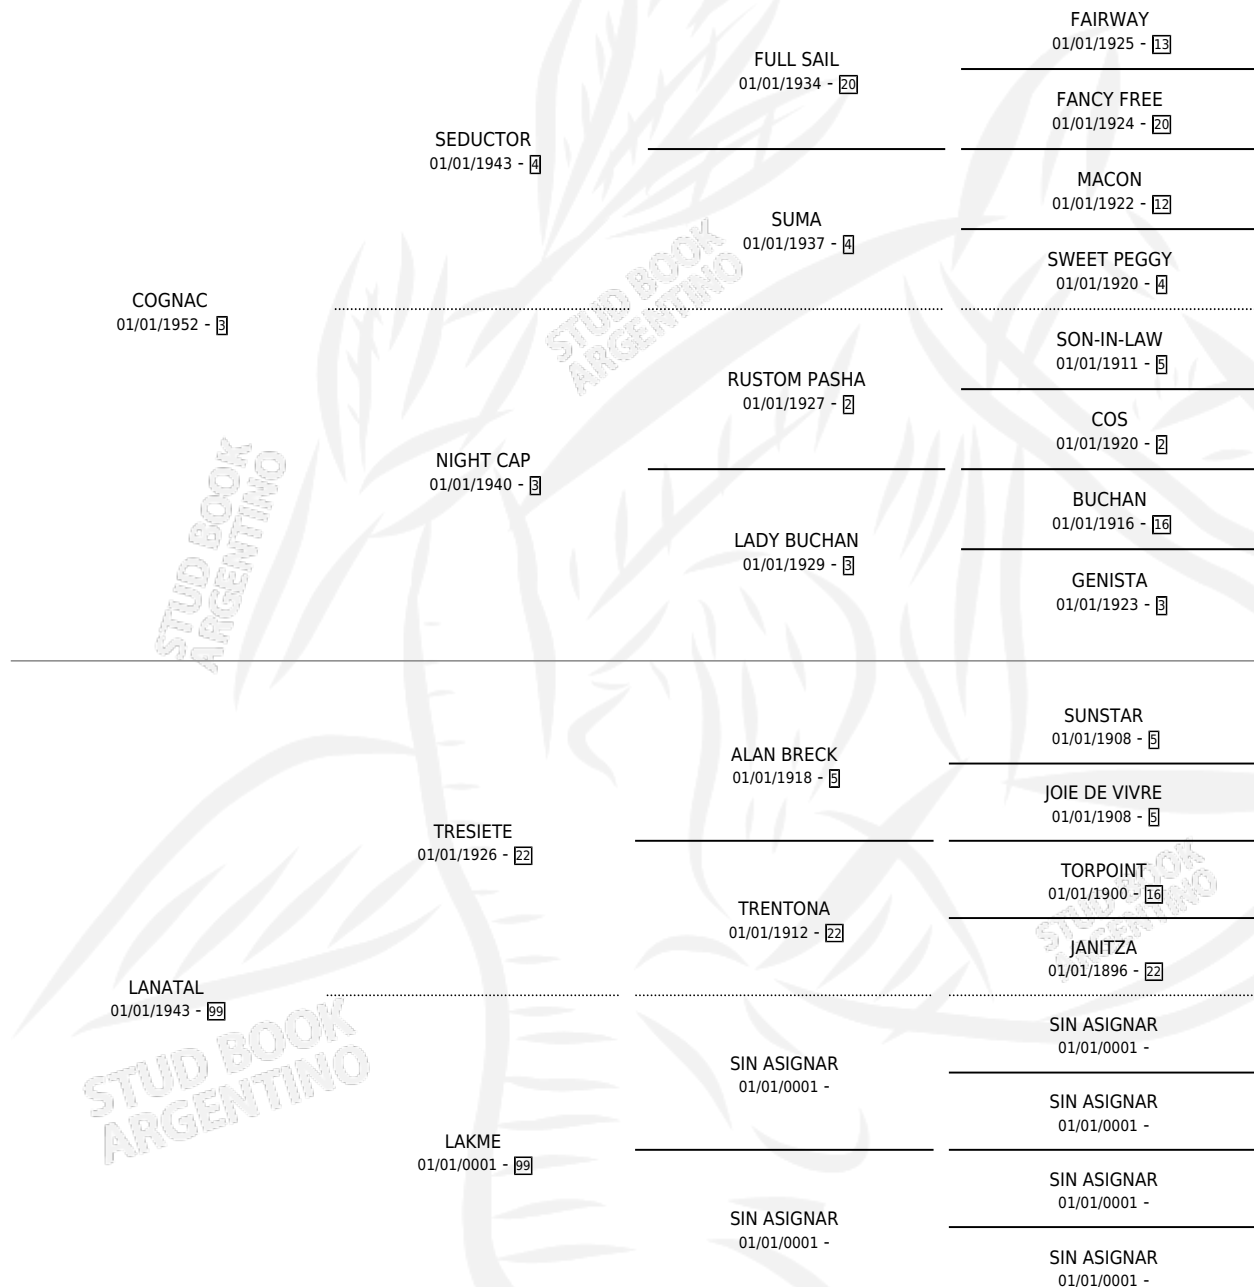 FAIRWAY
01/01/1925 - 13
FULL SAIL
01/01/1934 - 20
FANCY FREE
01/01/1924 - 20
SEDUCTOR
01/01/1943 - 4
MACON
01/01/1922 - 12
SUMA
01/01/1937 - 4
SWEET PEGGY
01/01/1920 - 4
STUD BOOK
ARGENTINO
COGNAC
01/01/1952 - 3
SON-IN-LAW
01/01/1911 - 5
RUSTOM PASHA
01/01/1927 - 2
COS
01/01/1920 - 2
NIGHT CAP
01/01/1940 - 3
BUCHAN
01/01/1916 - 16
LADY BUCHAN
01/01/1929 - 3
GENISTA
01/01/1923 - 3
STUD BOOK
ARGENTINO
SUNSTAR
01/01/1908 - 5
ALAN BRECK
01/01/1918 - 5
JOIE DE VIVRE
01/01/1908 - 5
TRESIETE
01/01/1926 - 22
TORPOINT
01/01/1900 - 16
TRENTONA
01/01/1912 - 22
JANITZA
01/01/1896 - 22
STUD BOOK
ARGENTINO
LANATAL
01/01/1943 - 99
SIN ASIGNAR
01/01/0001 -
SIN ASIGNAR
01/01/0001 -
SIN ASIGNAR
01/01/0001 -
LAKME
01/01/0001 - 99
SIN ASIGNAR
01/01/0001 -
SIN ASIGNAR
01/01/0001 -
SIN ASIGNAR
01/01/0001 -
STUD BOOK
ARGENTINO